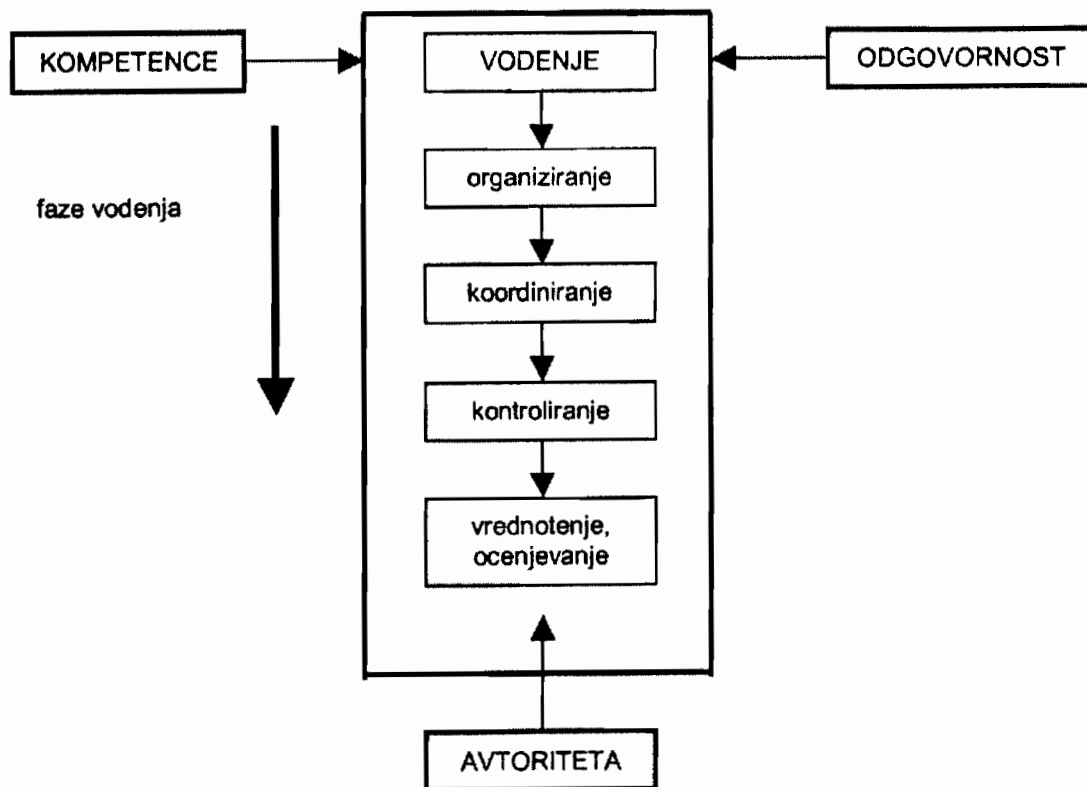 KOMPETENCE
VODENJE
ODGOVORNOST
organiziranje
faze vodenja
koordiniranje
kontroliranje
vrednotenje,
ocenjevanje
AVTORITETA